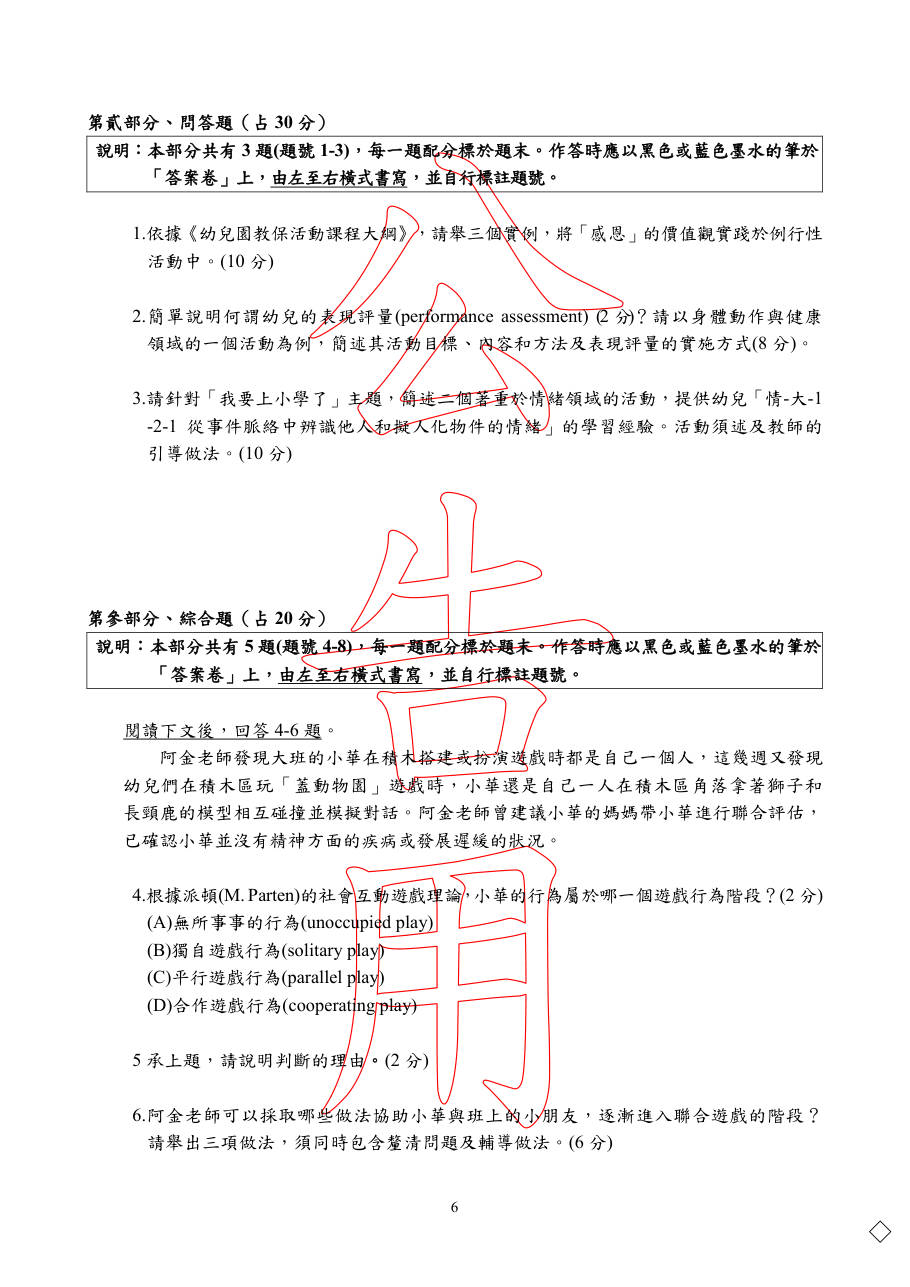 第貳部分、問答題（占 30 分）
說明：本部分共有 3 題(題號 1-3)，每一題配分標於題末。作答時應以黑色或藍色墨水的筆於
「答案卷」上，由左至右橫式書寫，並自行標註題號。
1.依據《幼兒園教保活動課程大綱》，請舉三個實例，將「感恩」的價值觀實踐於例行性
活動中。(10 分)
2.簡單說明何謂幼兒的表現評量(performance assessment) (2 分)？請以身體動作與健康
領域的一個活動為例，簡述其活動目標、內容和方法及表現評量的實施方式(8 分)。
3.請針對「我要上小學了」主題，簡述二個著重於情緒領域的活動，提供幼兒「情-大-1
-2-1 從事件脈絡中辨識他人和擬人化物件的情緒」的學習經驗。活動須述及教師的
引導做法。(10 分)
第參部分、綜合題（占 20 分）
說明：本部分共有 5 題(題號 4-8)，每一題配分標於題末。作答時應以黑色或藍色墨水的筆於
「答案卷」上，由左至右橫式書寫，並自行標註題號。
閱讀下文後，回答 4-6 題。
阿金老師發現大班的小華在積木搭建或扮演遊戲時都是自己一個人，這幾週又發現
幼兒們在積木區玩「蓋動物園」遊戲時，小華還是自己一人在積木區角落拿著獅子和
長頸鹿的模型相互碰撞並模擬對話。阿金老師曾建議小華的媽媽帶小華進行聯合評估，
已確認小華並沒有精神方面的疾病或發展遲緩的狀況。
4.根據派頓(M. Parten)的社會互動遊戲理論，小華的行為屬於哪一個遊戲行為階段？(2 分)
(A)無所事事的行為(unoccupied play)
(B)獨自遊戲行為(solitary play)
(C)平行遊戲行為(parallel play)
(D)合作遊戲行為(cooperating play)
5 承上題，請說明判斷的理由。(2 分)
6.阿金老師可以採取哪些做法協助小華與班上的小朋友，逐漸進入聯合遊戲的階段？
請舉出三項做法，須同時包含釐清問題及輔導做法。(6 分)
6
公告用